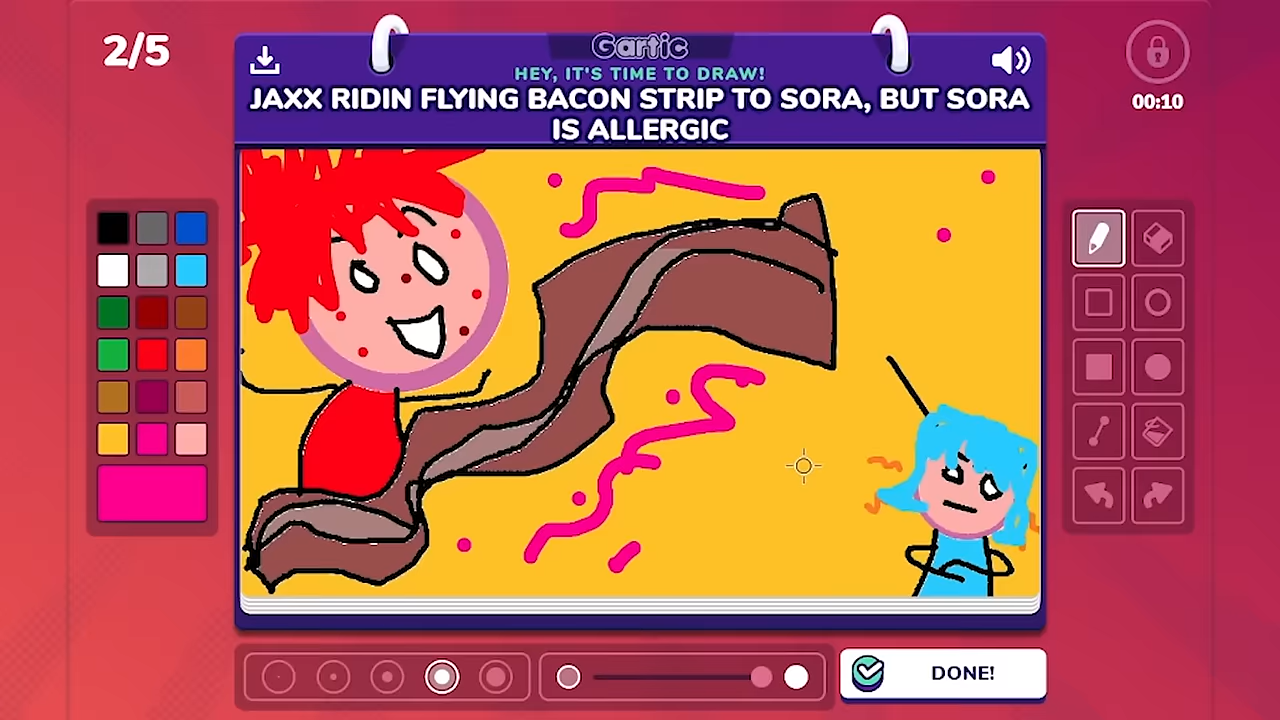 2/5
Gartic
HEY, IT'S TIME TO DRAW!
JAXX RIDIN FLYING BACON STRIP TO SORA, BUT SORA
IS ALLERGIC
00:10
DONE!